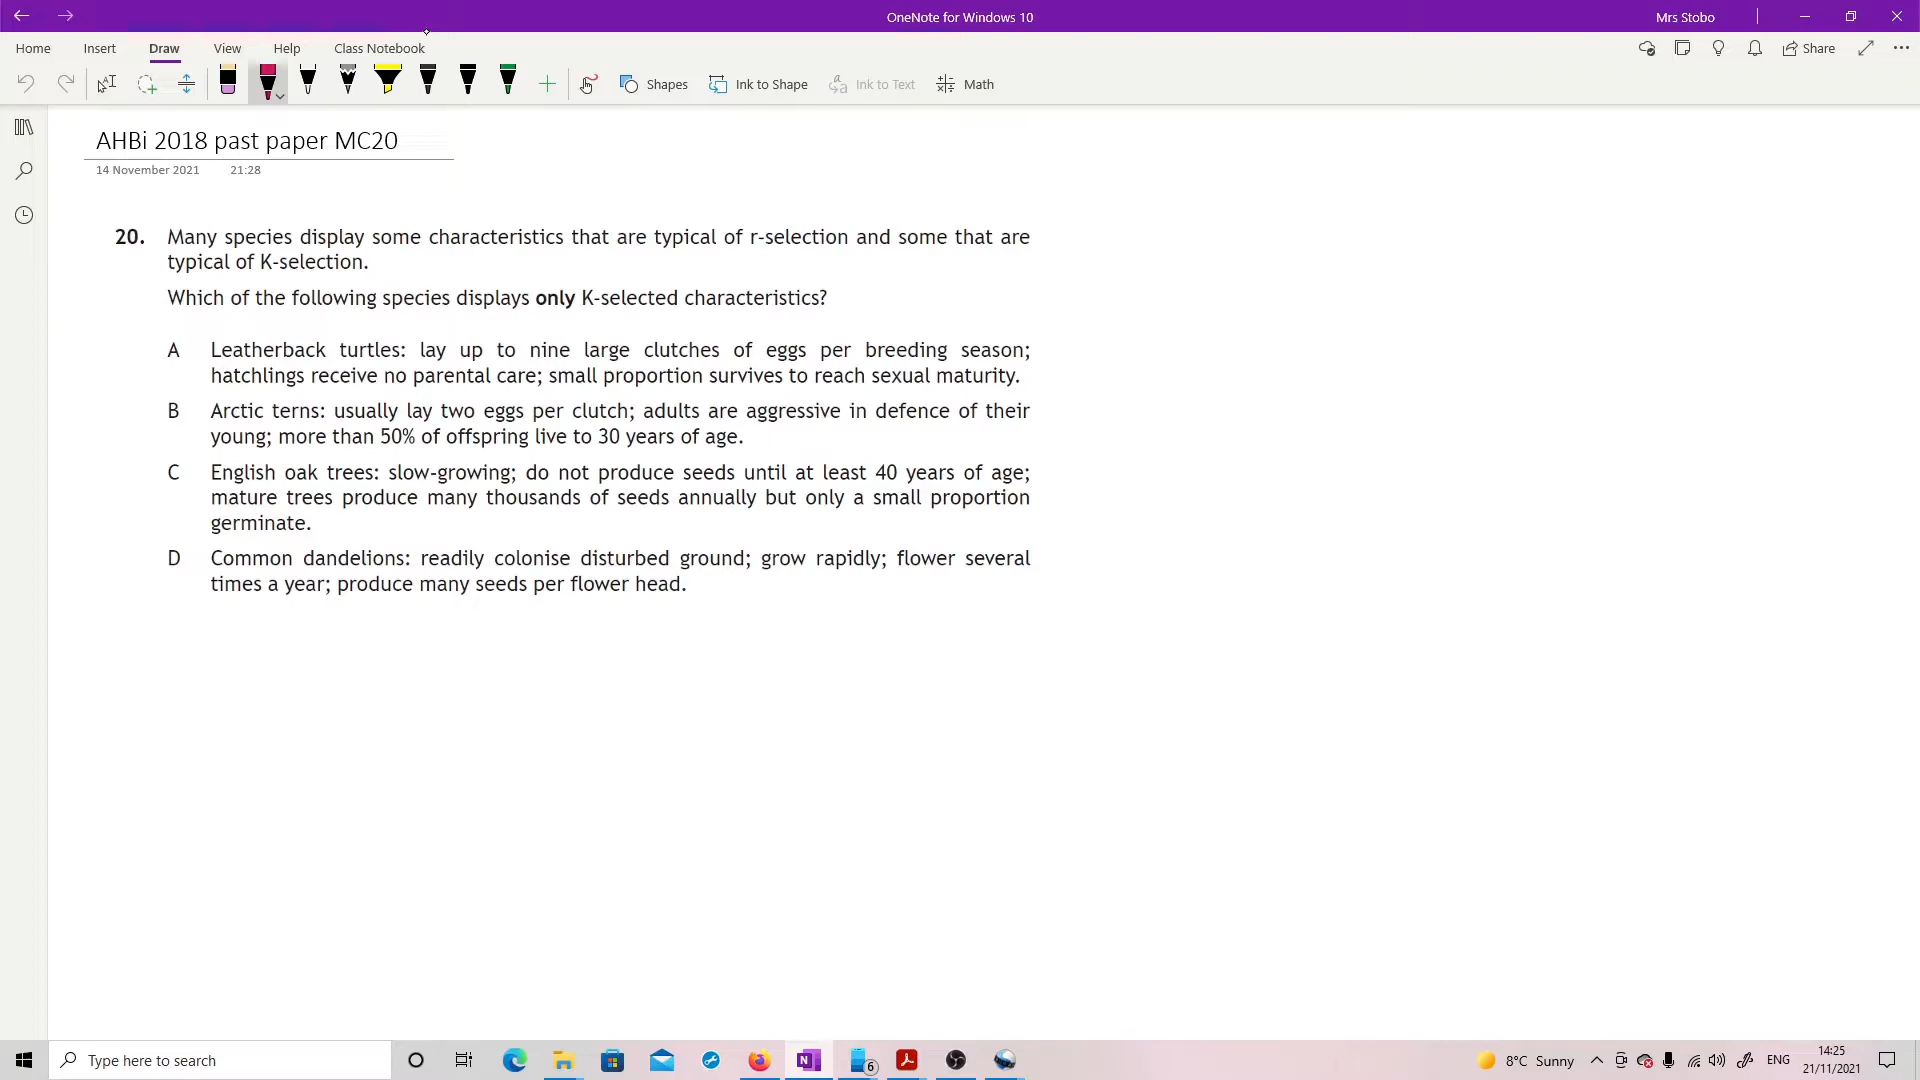 OneNote for Windows 10
Mrs Stobo
Home Insert Draw View Help Class Notebook
Share
Shapes Ink to Shape Ink to Text Math
AHBi 2018 past paper MC20
14 November 2021 21:28
20. Many species display some characteristics that are typical of r-selection and some that are
typical of K-selection.
Which of the following species displays only K-selected characteristics?
A Leatherback turtles: lay up to nine large clutches of eggs per breeding season;
hatchlings receive no parental care; small proportion survives to reach sexual maturity.
B Arctic terns: usually lay two eggs per clutch; adults are aggressive in defence of their
young; more than 50% of offspring live to 30 years of age.
C English oak trees: slow-growing; do not produce seeds until at least 40 years of age;
mature trees produce many thousands of seeds annually but only a small proportion
germinate.
D Common dandelions: readily colonise disturbed ground; grow rapidly; flower several
times a year; produce many seeds per flower head.
Type here to search
6
8°C Sunny
ENG
14:25
21/11/2021